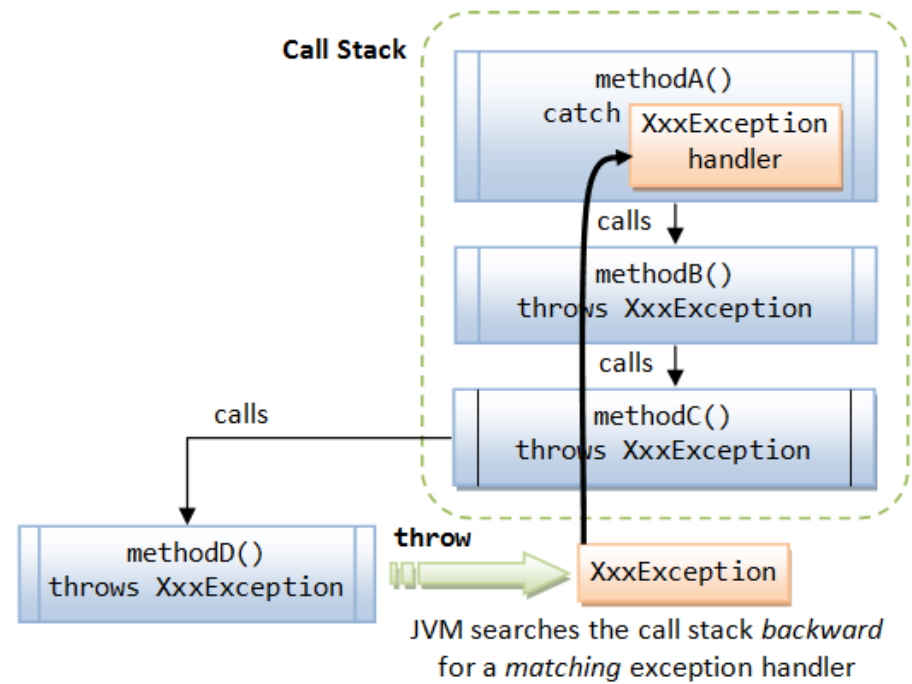 Call Stack
methodA()
catch
XxxException
handler
calls
methodB()
throws XxxException
calls
methodC()
throws XxxException
calls
methodD()
throws XxxException
throw
XxxException
JVM searches the call stack backward
for a matching exception handler